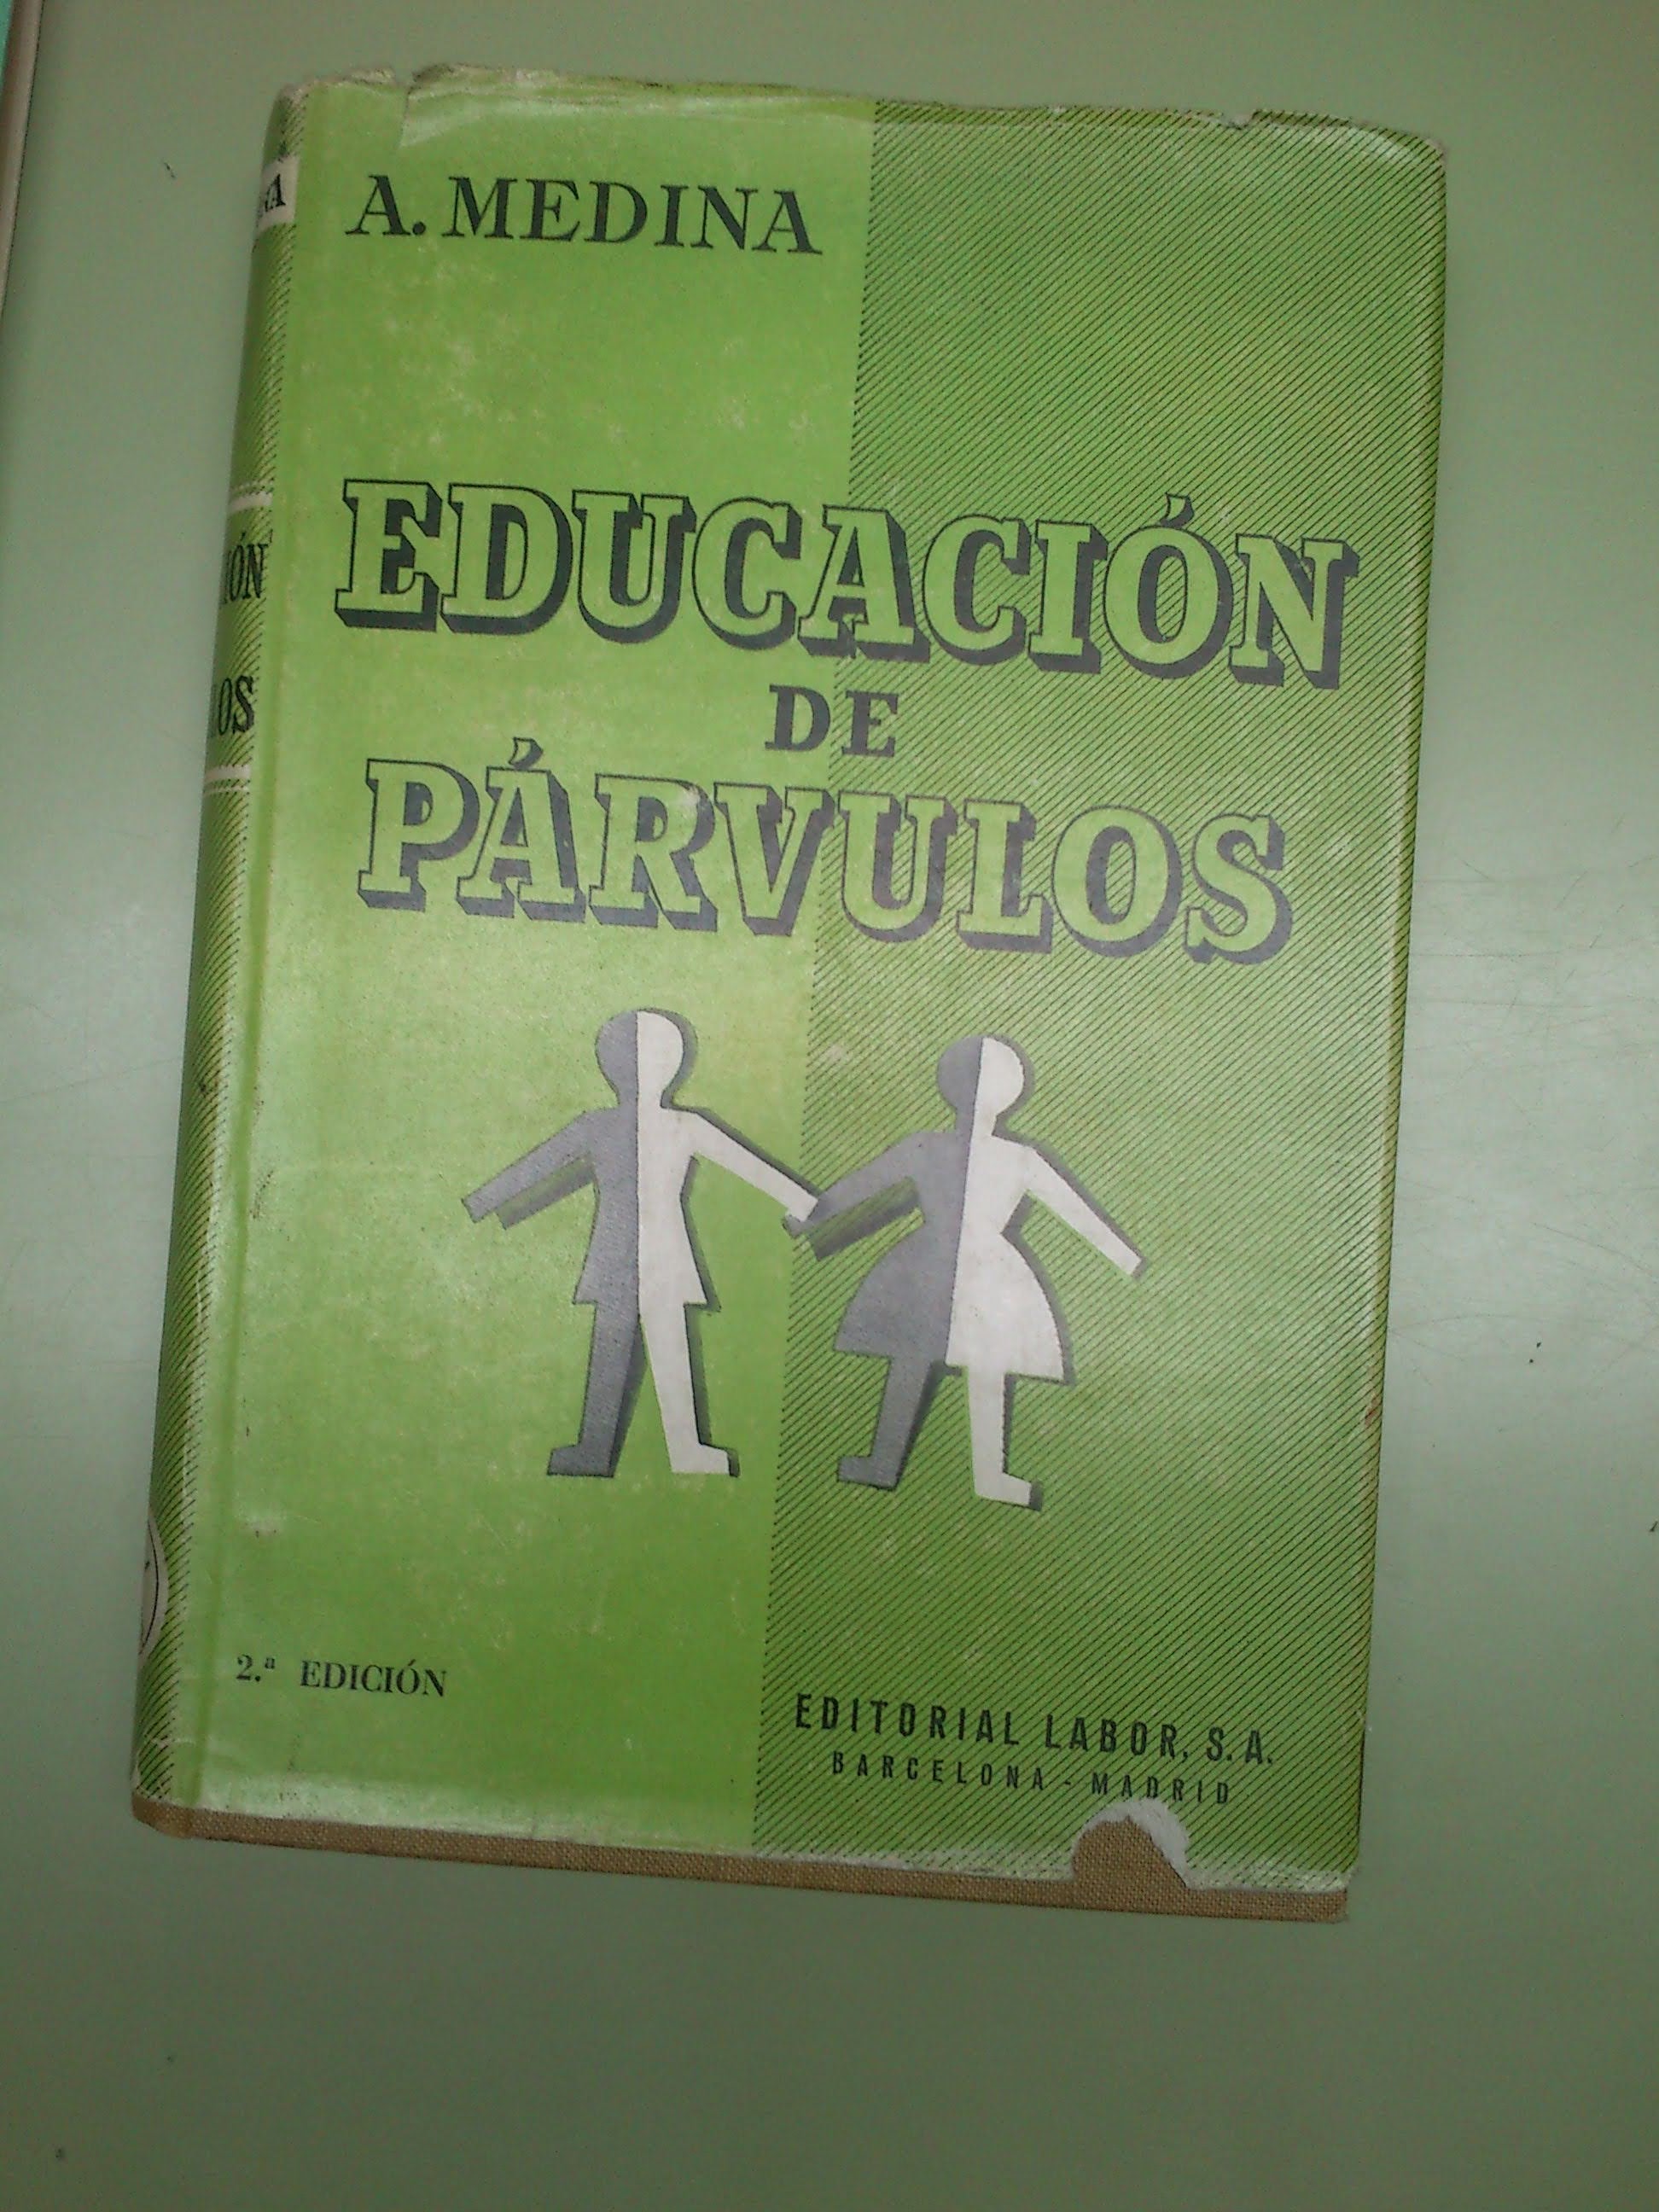 A. MEDINA
EDUCACIÓN
DE
PÁRVULOS
2.ª EDICIÓN
EDITORIAL LABOR, S. A.
BARCELONA - MADRID